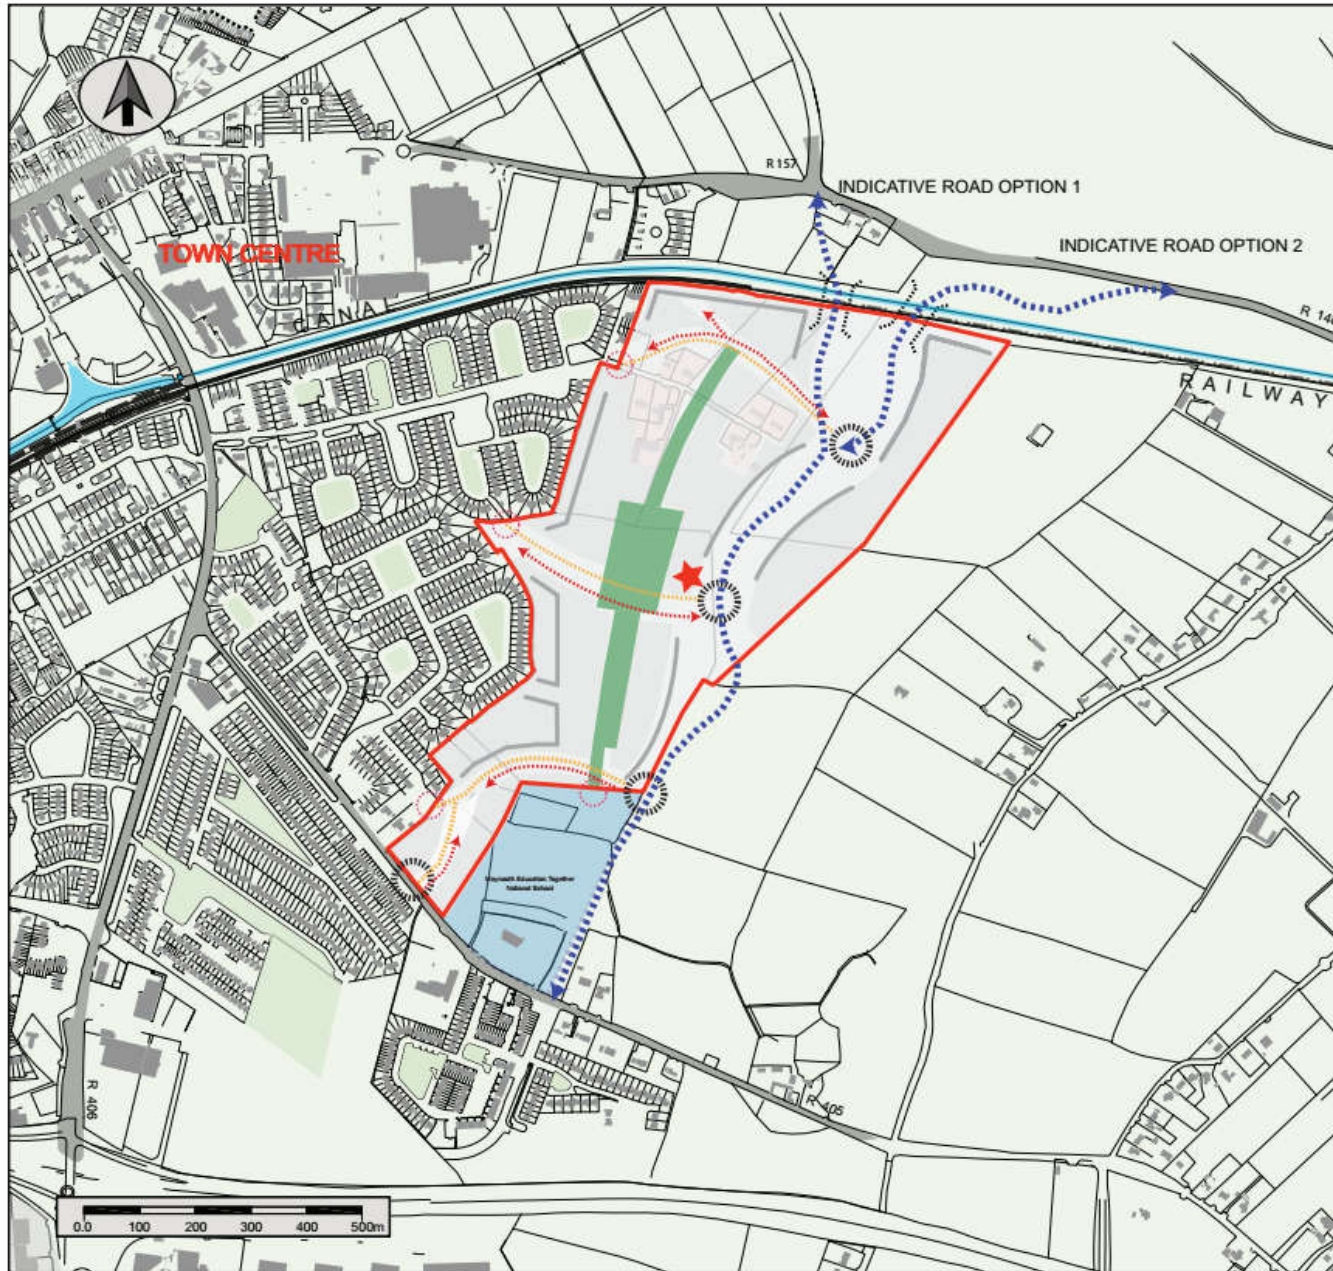 R 157
INDICATIVE ROAD OPTION 1
INDICATIVE ROAD OPTION 2
TOWN CENTRE
CANAL
R 148
RAILWAY
Maynooth Education Together
National School
R 406
R 405
0.0 100 200 300 400 500m